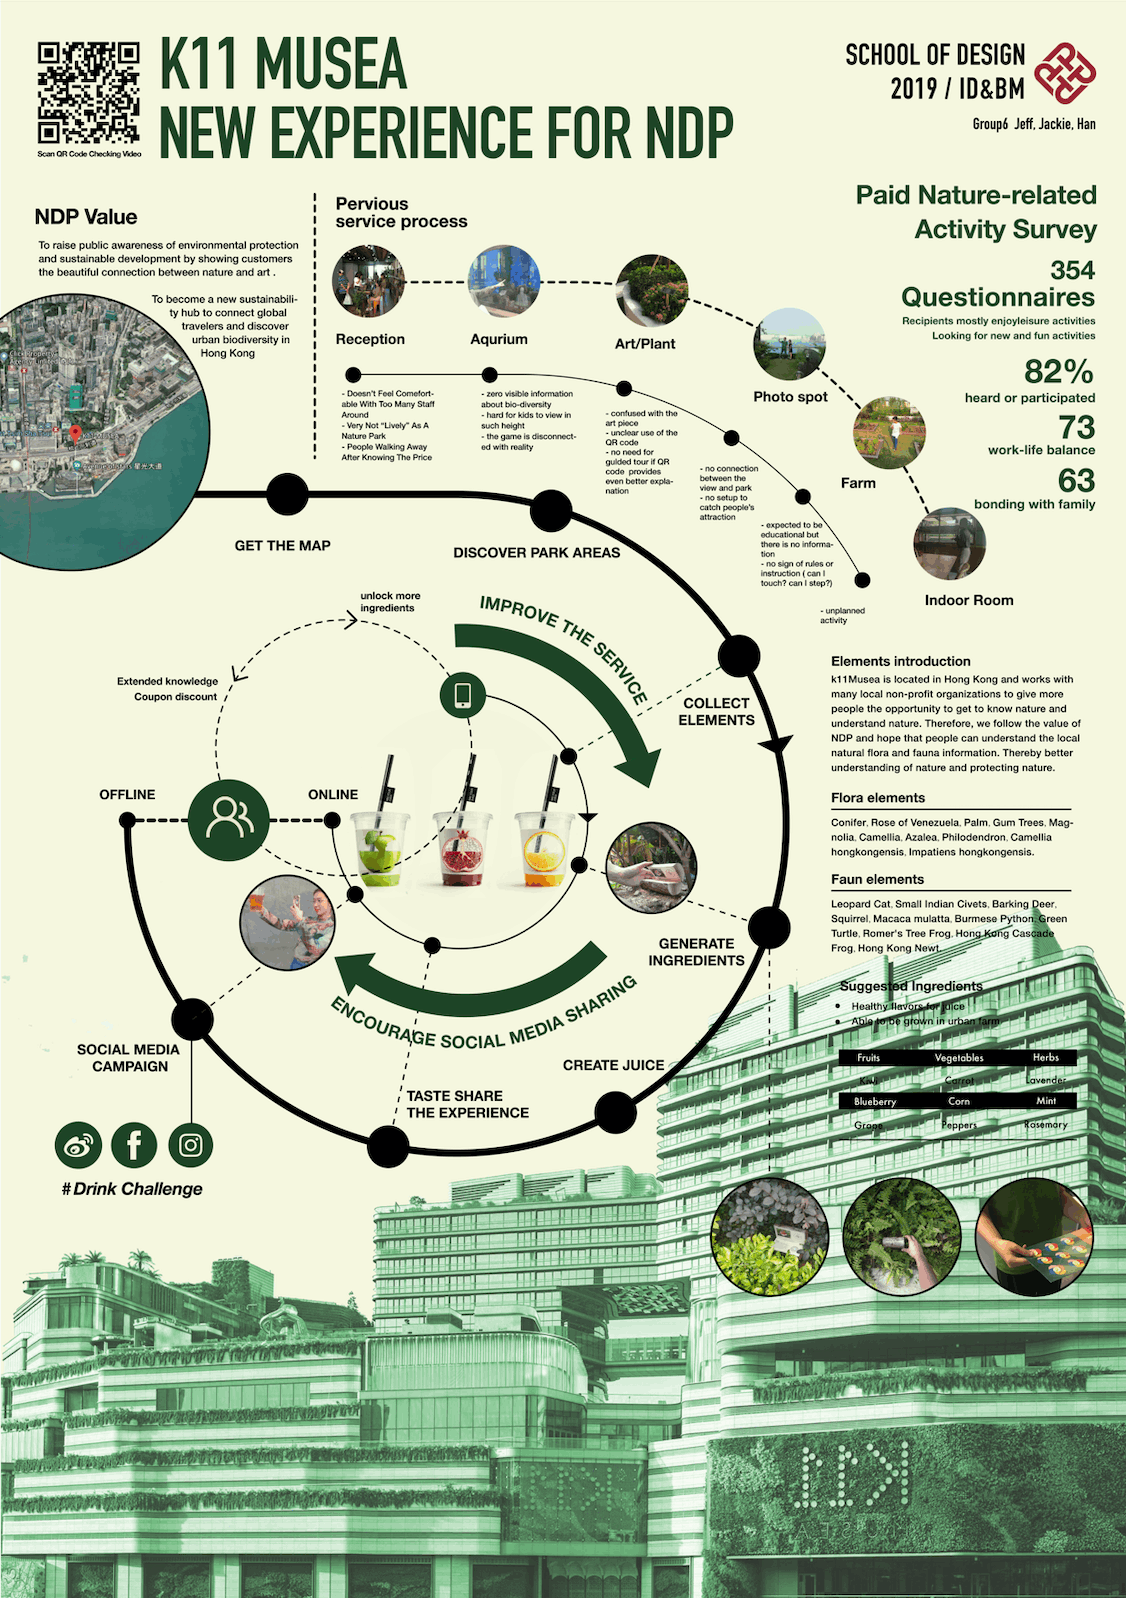 K11 MUSEA
NEW EXPERIENCE FOR NDP
Scan QR Code Checking Video
SCHOOL OF DESIGN
2019 / ID&BM
Group6 Jeff, Jackie, Han
NDP Value
To raise public awareness of environmental protection
and sustainable development by showing customers
the beautiful connection between nature and art .
To become a new sustainabili-
ty hub to connect global
travelers and discover
urban biodiversity in
Hong Kong
星光大道
Pervious
service process
Reception
Aqurium
Art/Plant
Photo spot
Farm
Indoor Room
- Doesn't Feel Comefort-
able With Too Many Staff
Around
- Very Not "Lively" As A
Nature Park
- People Walking Away
After Knowing The Price
- zero visible information
about bio-diversity
- hard for kids to view in
such height
- the game is disconnect-
ed with reality
- confused with the
art piece
- unclear use of the
QR code
- no need for
guided tour if QR
code provides
even better expla-
nation
- no connection
between the
view and park
- no setup to
catch people's
attraction
- expected to be
educational but
there is no informa-
tion
- no sign of rules or
instruction ( can I
touch? can I step?)
- unplanned
activity
Paid Nature-related
Activity Survey
354
Questionnaires
Recipients mostly enjoyleisure activities
Looking for new and fun activities
82%
heard or participated
73
work-life balance
63
bonding with family
GET THE MAP
DISCOVER PARK AREAS
COLLECT
ELEMENTS
GENERATE
INGREDIENTS
CREATE JUICE
TASTE SHARE
THE EXPERIENCE
SOCIAL MEDIA
CAMPAIGN
#Drink Challenge
OFFLINE
ONLINE
unlock more
ingredients
Extended knowledge
Coupon discount
IMPROVE THE SERVICE
ENCOURAGE SOCIAL MEDIA SHARING
Elements introduction
k11Musea is located in Hong Kong and works with
many local non-profit organizations to give more
people the opportunity to get to know nature and
understand nature. Therefore, we follow the value of
NDP and hope that people can understand the local
natural flora and fauna information. Thereby better
understanding of nature and protecting nature.
Flora elements
Conifer, Rose of Venezuela, Palm, Gum Trees, Mag-
nolia, Camellia, Azalea, Philodendron, Camellia
hongkongensis, Impatiens hongkongensis.
Faun elements
Leopard Cat, Small Indian Civets, Barking Deer,
Squirrel, Macaca mulatta, Burmese Python, Green
Turtle, Romer's Tree Frog, Hong Kong Cascade
Frog, Hong Kong Newt.
Suggested Ingredients
• Healthy flavors for juice
• Able to be grown in urban farm
Fruits Vegetables Herbs
Kiwi Carrot Lavender
Blueberry Corn Mint
Grape Peppers Rosemary
K11